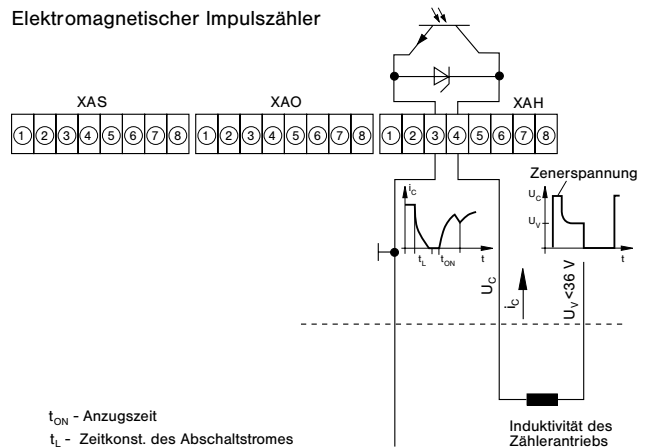 Elektromagnetischer Impulszähler
XAS
XAO
XAH
1 2 3 4 5 6 7 8
1 2 3 4 5 6 7 8
1 2 3 4 5 6 7 8
i_C
t_L
t_ON
t
Zenerspannung
U_C
U_V
t
U_C
i_C
U_V <36 V
t_ON - Anzugszeit
t_L - Zeitkonst. des Abschaltstromes
Induktivität des
Zählerantriebs